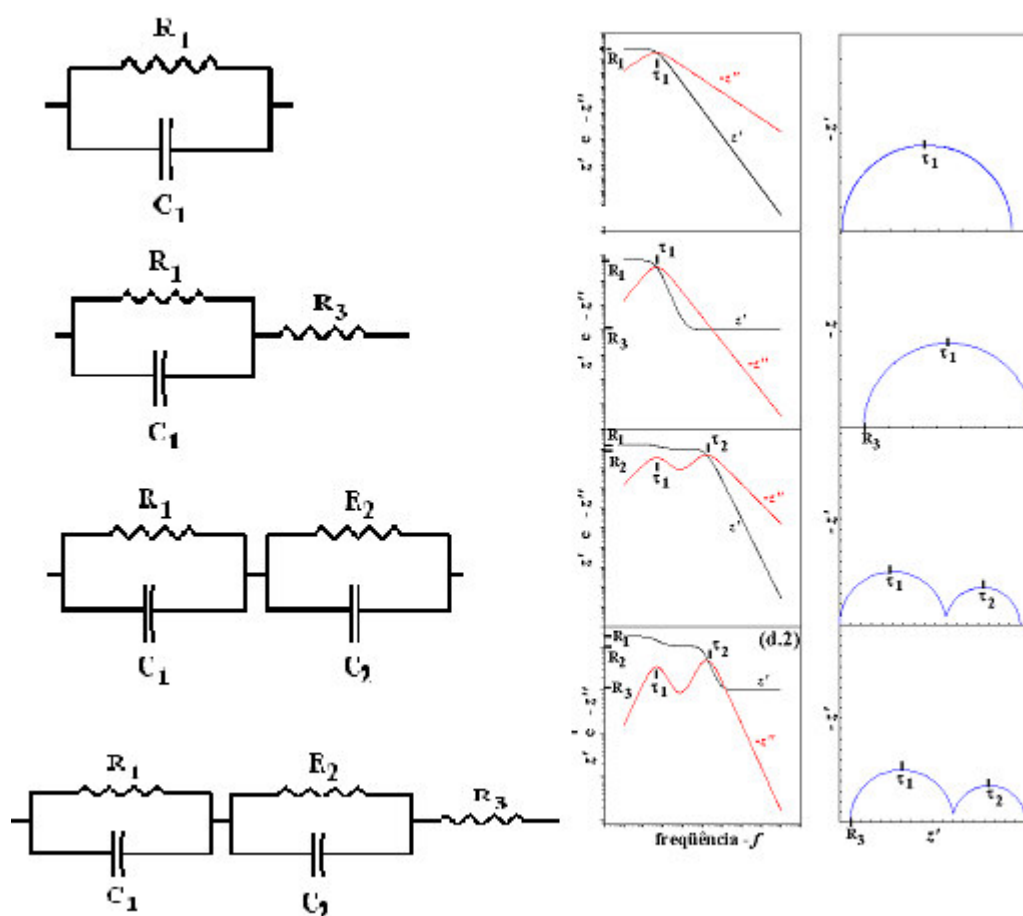 R1
C1
R1
R3
C1
R1
R2
C1
C2
R1
R2
R3
C1
C2
R1
τ1
-z"
z'
z' e - z"
τ1
R1
R3
z'
-z"
z' e - z"
R1
R2
τ1
τ2
-z"
z'
z' e - z"
(d.2)
R1
R2
R3
τ1
τ2
z'
-z"
z' e - z"
freqüência - f
τ1
-z"
τ1
R3
-z"
τ1
τ2
-z"
τ1
τ2
R3
z'
-z"